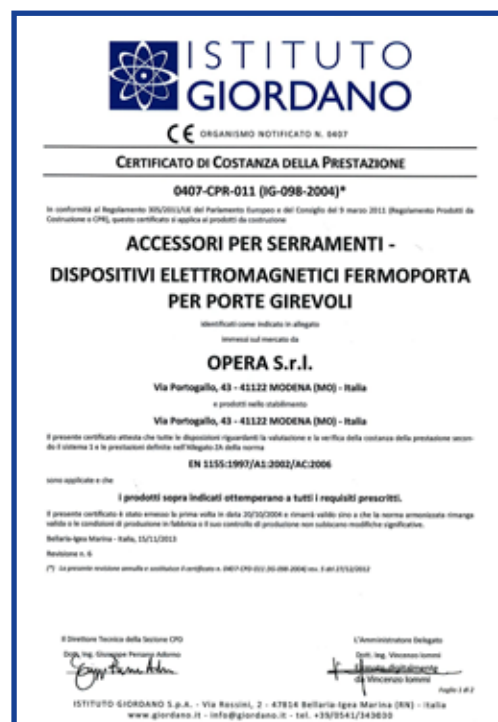 ISTITUTO
GIORDANO
CE ORGANISMO NOTIFICATO N. 0407
CERTIFICATO DI COSTANZA DELLA PRESTAZIONE
0407-CPR-011 (IG-098-2004)*
In conformità al Regolamento 305/2011/UE del Parlamento Europeo e del Consiglio del 9 marzo 2011 (Regolamento Prodotti da
Costruzione o CPR), questo certificato si applica ai prodotti da costruzione
ACCESSORI PER SERRAMENTI -
DISPOSITIVI ELETTROMAGNETICI FERMOPORTA
PER PORTE GIREVOLI
identificati come indicato in allegato
immessi sul mercato da
OPERA S.r.l.
Via Portogallo, 43 - 41122 MODENA (MO) - Italia
e prodotti nello stabilimento
Via Portogallo, 43 - 41122 MODENA (MO) - Italia
Il presente certificato attesta che tutte le disposizioni riguardanti la valutazione e la verifica della costanza della prestazione secon-
do il sistema 1 e le prestazioni definite nell'Allegato ZA della norma
EN 1155:1997/A1:2002/AC:2006
sono applicate e che
i prodotti sopra indicati ottemperano a tutti i requisiti prescritti.
Il presente certificato è stato emesso la prima volta in data 20/10/2004 e rimarrà valido sino a che la norma armonizzata rimanga
valida o le condizioni di produzione in fabbrica o il suo controllo di produzione non subiscano modifiche significative.
Bellaria-Igea Marina - Italia, 15/11/2013
Revisione n. 6
(*) La presente revisione annulla e sostituisce il certificato n. 0407-CPD-011 (IG-098-2004) rev. 5 del 27/12/2012
Il Direttore Tecnico della Sezione CPD
Dott. Ing. Giuseppe Persano Adorno
L'Amministratore Delegato
Dott. Ing. Vincenzo Iommi
Firmato digitalmente
da Vincenzo Iommi
Foglio 1 di 2
ISTITUTO GIORDANO S.p.A. - Via Rossini, 2 - 47814 Bellaria-Igea Marina (RN) - Italia
www.giordano.it - info@giordano.it - tel. +39/0541/343030